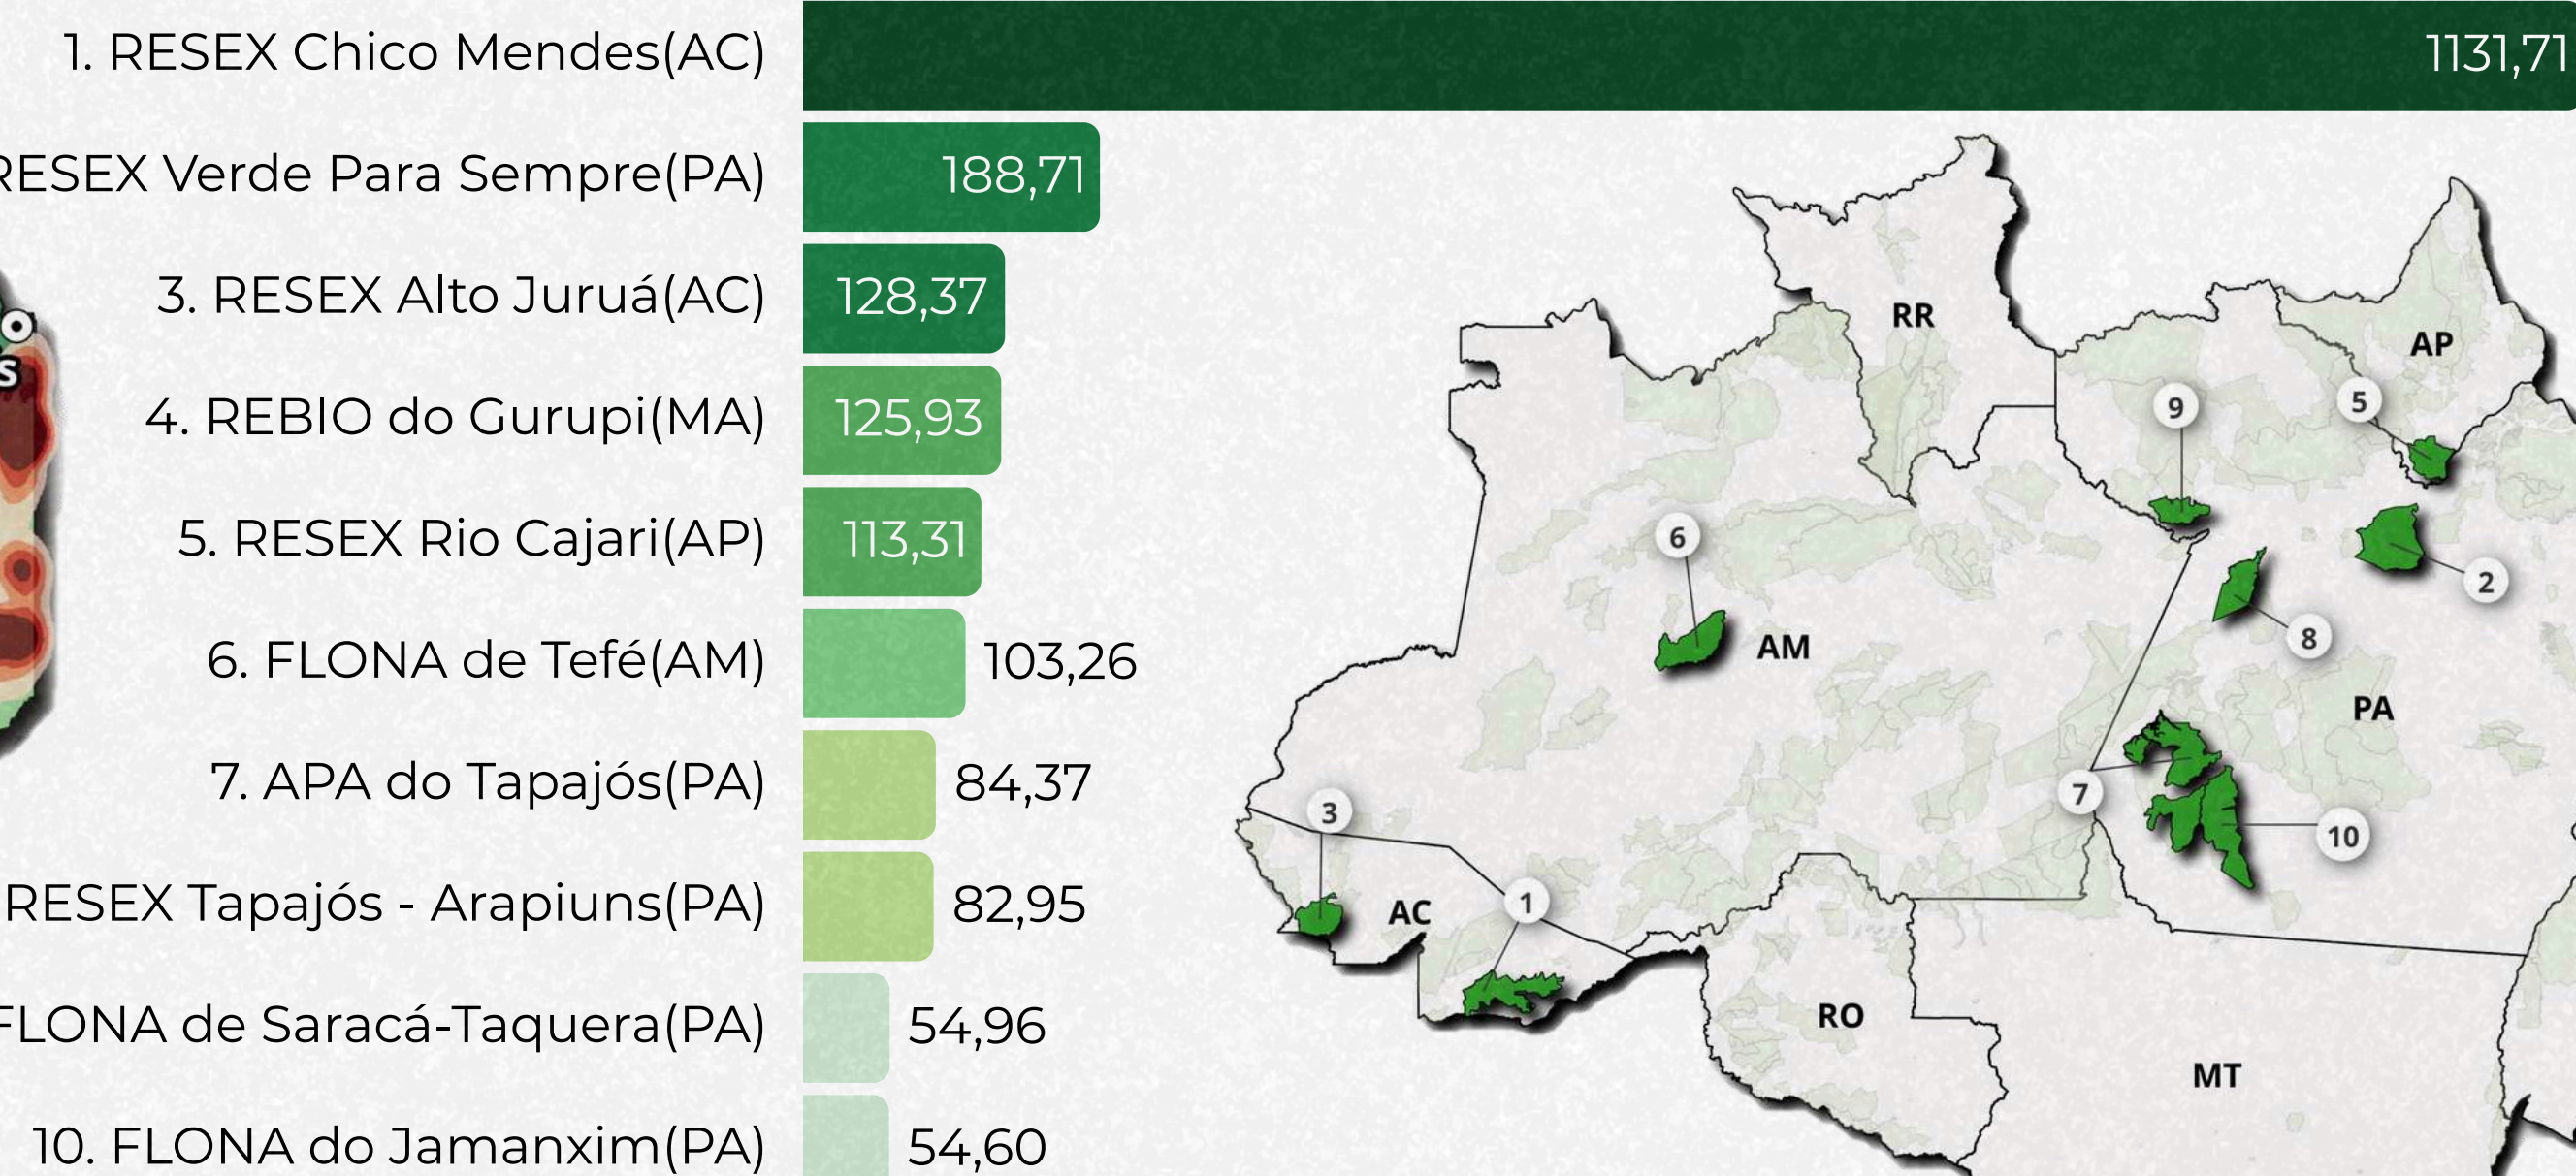 1. RESEX Chico Mendes(AC) 1131,71
RESEX Verde Para Sempre(PA) 188,71
3. RESEX Alto Juruá(AC) 128,37
4. REBIO do Gurupi(MA) 125,93
5. RESEX Rio Cajari(AP) 113,31
6. FLONA de Tefé(AM) 103,26
7. APA do Tapajós(PA) 84,37
RESEX Tapajós - Arapiuns(PA) 82,95
FLONA de Saracá-Taquera(PA) 54,96
10. FLONA do Jamanxim(PA) 54,60
S
RR
AP
9
5
6
2
AM
8
PA
7
3
10
1
AC
RO
MT